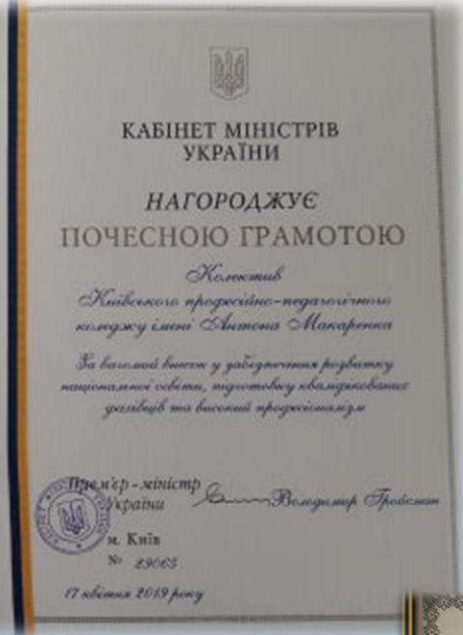 КАБІНЕТ МІНІСТРІВ
УКРАЇНИ
НАГОРОДЖУЄ
ПОЧЕСНОЮ ГРАМОТОЮ
Колектив
Київського професійно-педагогічного
коледжу імені Антона Макаренка
За вагомий внесок у забезпечення розвитку
національної освіти, підготовку кваліфікованих
фахівців та високий професіоналізм
Прем'єр-міністр
України
Володимир Гройсман
м. Київ
№ 29065
17 квітня 2019 року